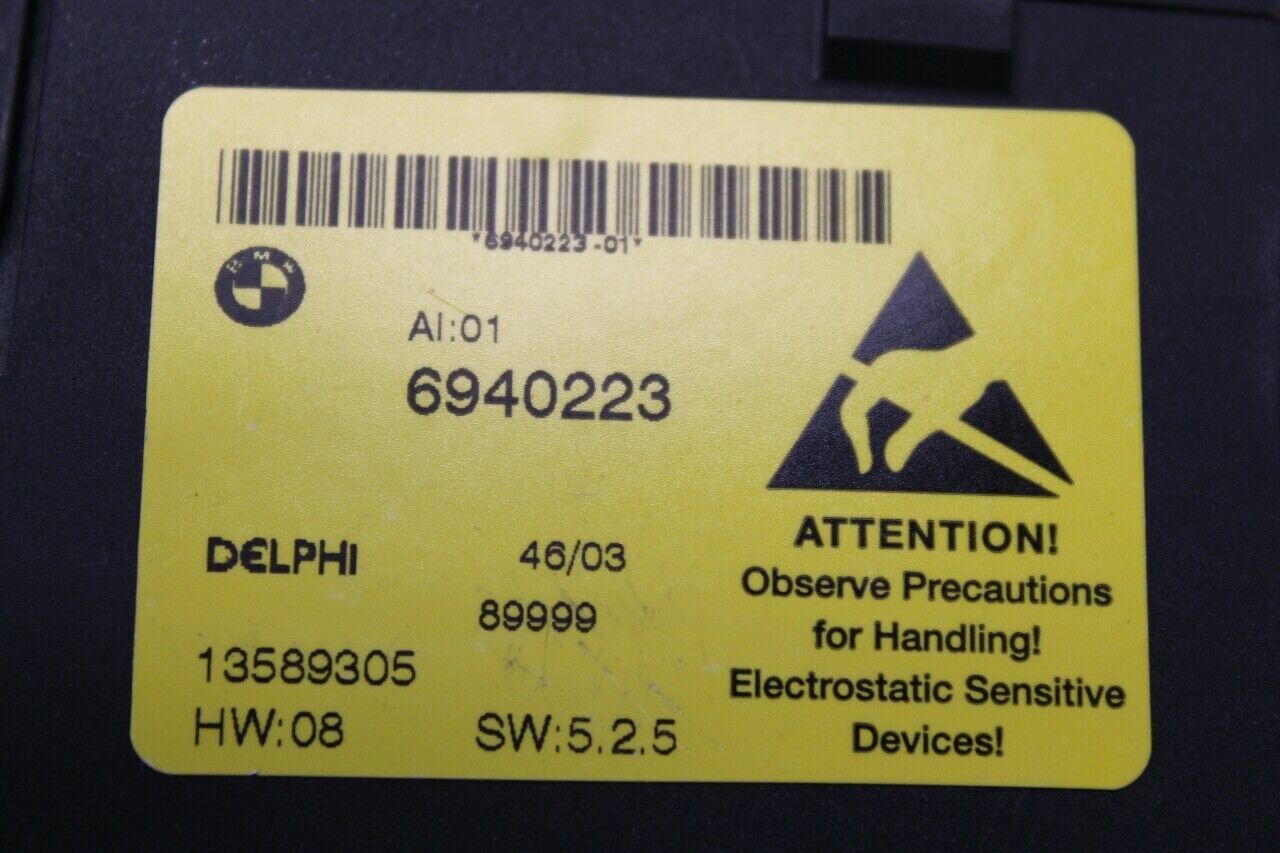 *6940223-01*
BMW
AI:01
6940223
DELPHI 46/03
89999
13589305
HW:08 SW:5.2.5
ATTENTION!
Observe Precautions
for Handling!
Electrostatic Sensitive
Devices!